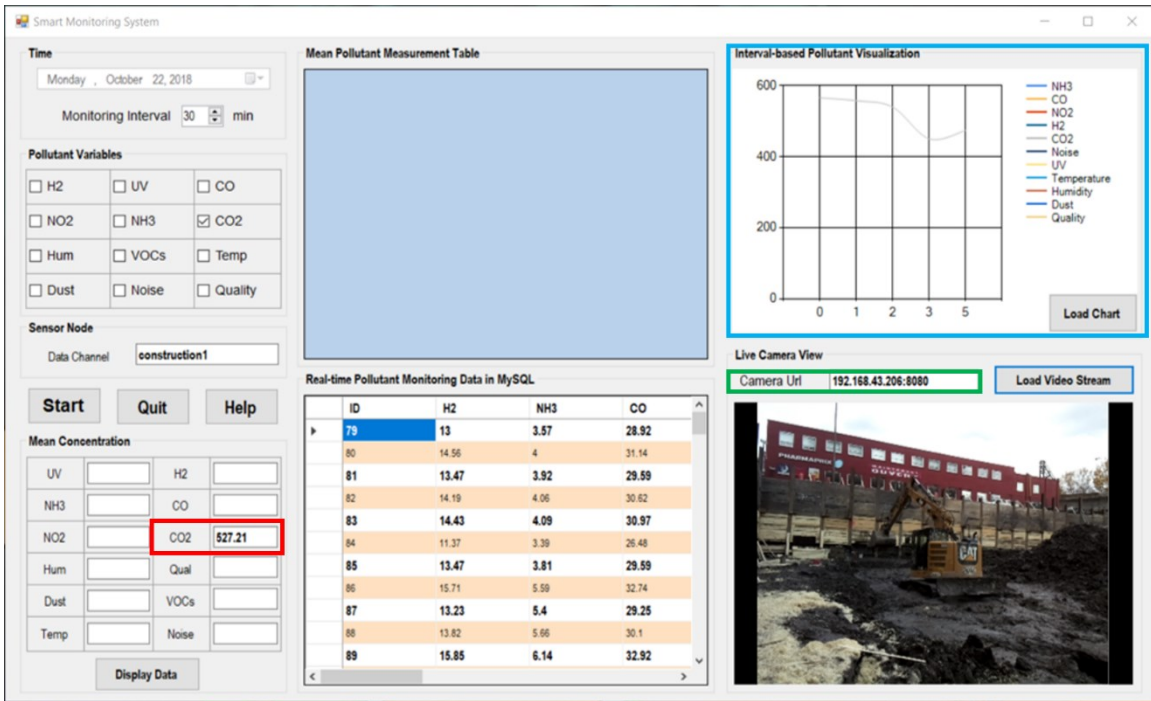 Smart Monitoring System
Time
Monday , October 22, 2018
Monitoring Interval 30 min
Pollutant Variables
H2 UV CO
NO2 NH3 CO2
Hum VOCs Temp
Dust Noise Quality
Sensor Node
Data Channel construction1
Start Quit Help
Mean Concentration
UV H2
NH3 CO
NO2 CO2 527.21
Hum Qual
Dust VOCs
Temp Noise
Display Data
Mean Pollutant Measurement Table
Real-time Pollutant Monitoring Data in MySQL
ID H2 NH3 CO
79 13 3.57 28.92
80 14.56 4 31.14
81 13.47 3.92 29.59
82 14.19 4.06 30.62
83 14.43 4.09 30.97
84 11.37 3.39 26.48
85 13.47 3.81 29.59
86 15.71 5.59 32.74
87 13.23 5.4 29.25
88 13.82 5.66 30.1
89 15.85 6.14 32.92
Interval-based Pollutant Visualization
600
400
200
0
0 1 2 3 5
NH3
CO
NO2
H2
CO2
Noise
UV
Temperature
Humidity
Dust
Quality
Load Chart
Live Camera View
Camera Url 192.168.43.206:8080 Load Video Stream
PHARMAPRIX
OUVERT
CAT